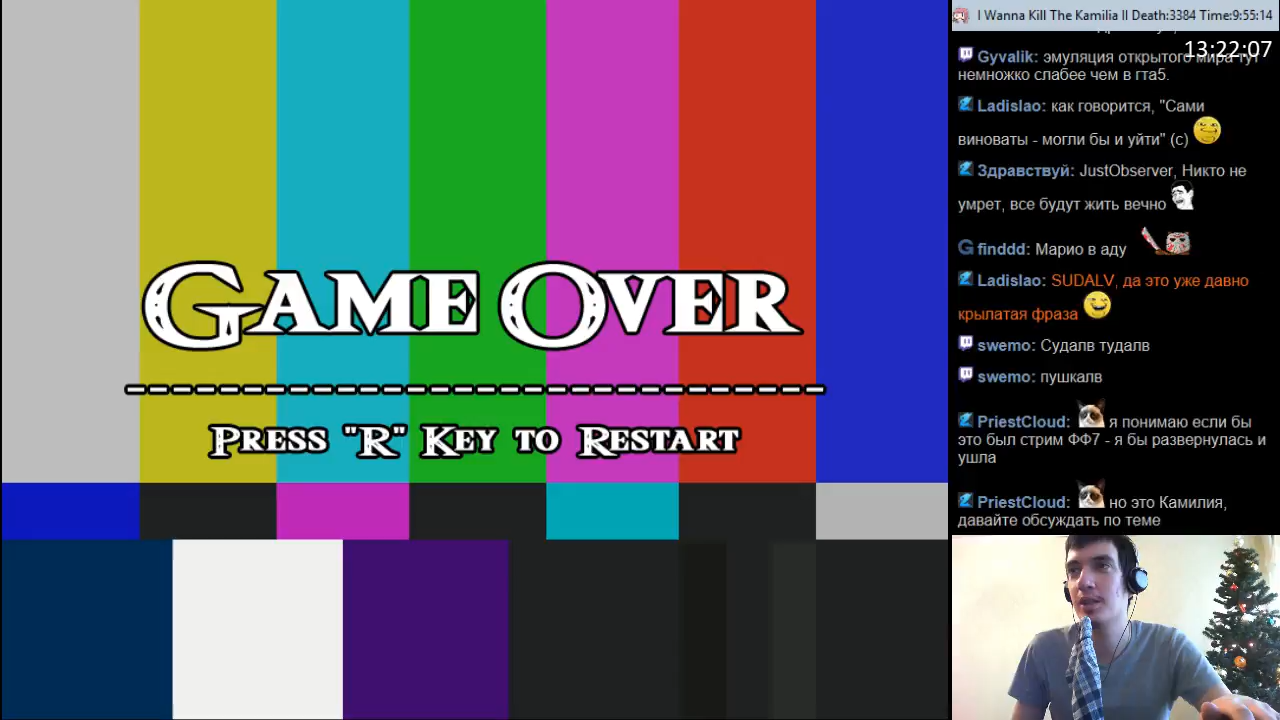 I Wanna Kill The Kamilia II Death:3384 Time:9:55:14
13:22:07
Gyvalik: эмуляция открытого мира тут
немножко слабее чем в гта5.
Ladislao: как говорится, "Сами
виноваты - могли бы и уйти" (с)
Здравствуй: JustObserver, Никто не
умрет, все будут жить вечно
finddd: Марио в аду
Ladislao: SUDALV, да это уже давно
крылатая фраза
swemo: Судалв тудалв
swemo: пушкалв
PriestCloud: я понимаю если бы
это был стрим ФФ7 - я бы развернулась и
ушла
PriestCloud: но это Камилия,
давайте обсуждать по теме
GAME OVER
PRESS "R" KEY TO RESTART